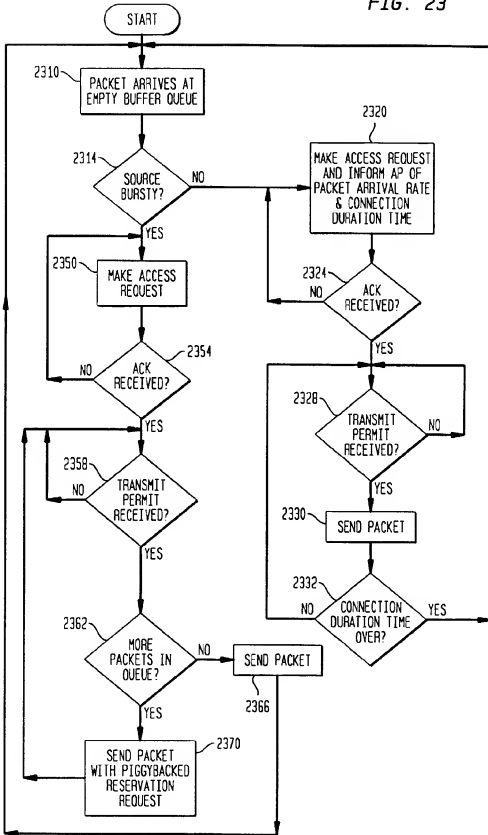 FIG. 23
START
2310
PACKET ARRIVES AT
EMPTY BUFFER QUEUE
2314
SOURCE
BURSTY?
NO
YES
2320
MAKE ACCESS REQUEST
AND INFORM AP OF
PACKET ARRIVAL RATE
& CONNECTION
DURATION TIME
2350
MAKE ACCESS
REQUEST
2324
ACK
RECEIVED?
NO
YES
2354
ACK
RECEIVED?
NO
YES
2328
TRANSMIT
PERMIT
RECEIVED?
NO
YES
2358
TRANSMIT
PERMIT
RECEIVED?
NO
YES
2330
SEND PACKET
2332
CONNECTION
DURATION TIME
OVER?
NO
YES
2362
MORE
PACKETS IN
QUEUE?
NO
YES
SEND PACKET
2366
2370
SEND PACKET
WITH PIGGYBACKED
RESERVATION
REQUEST